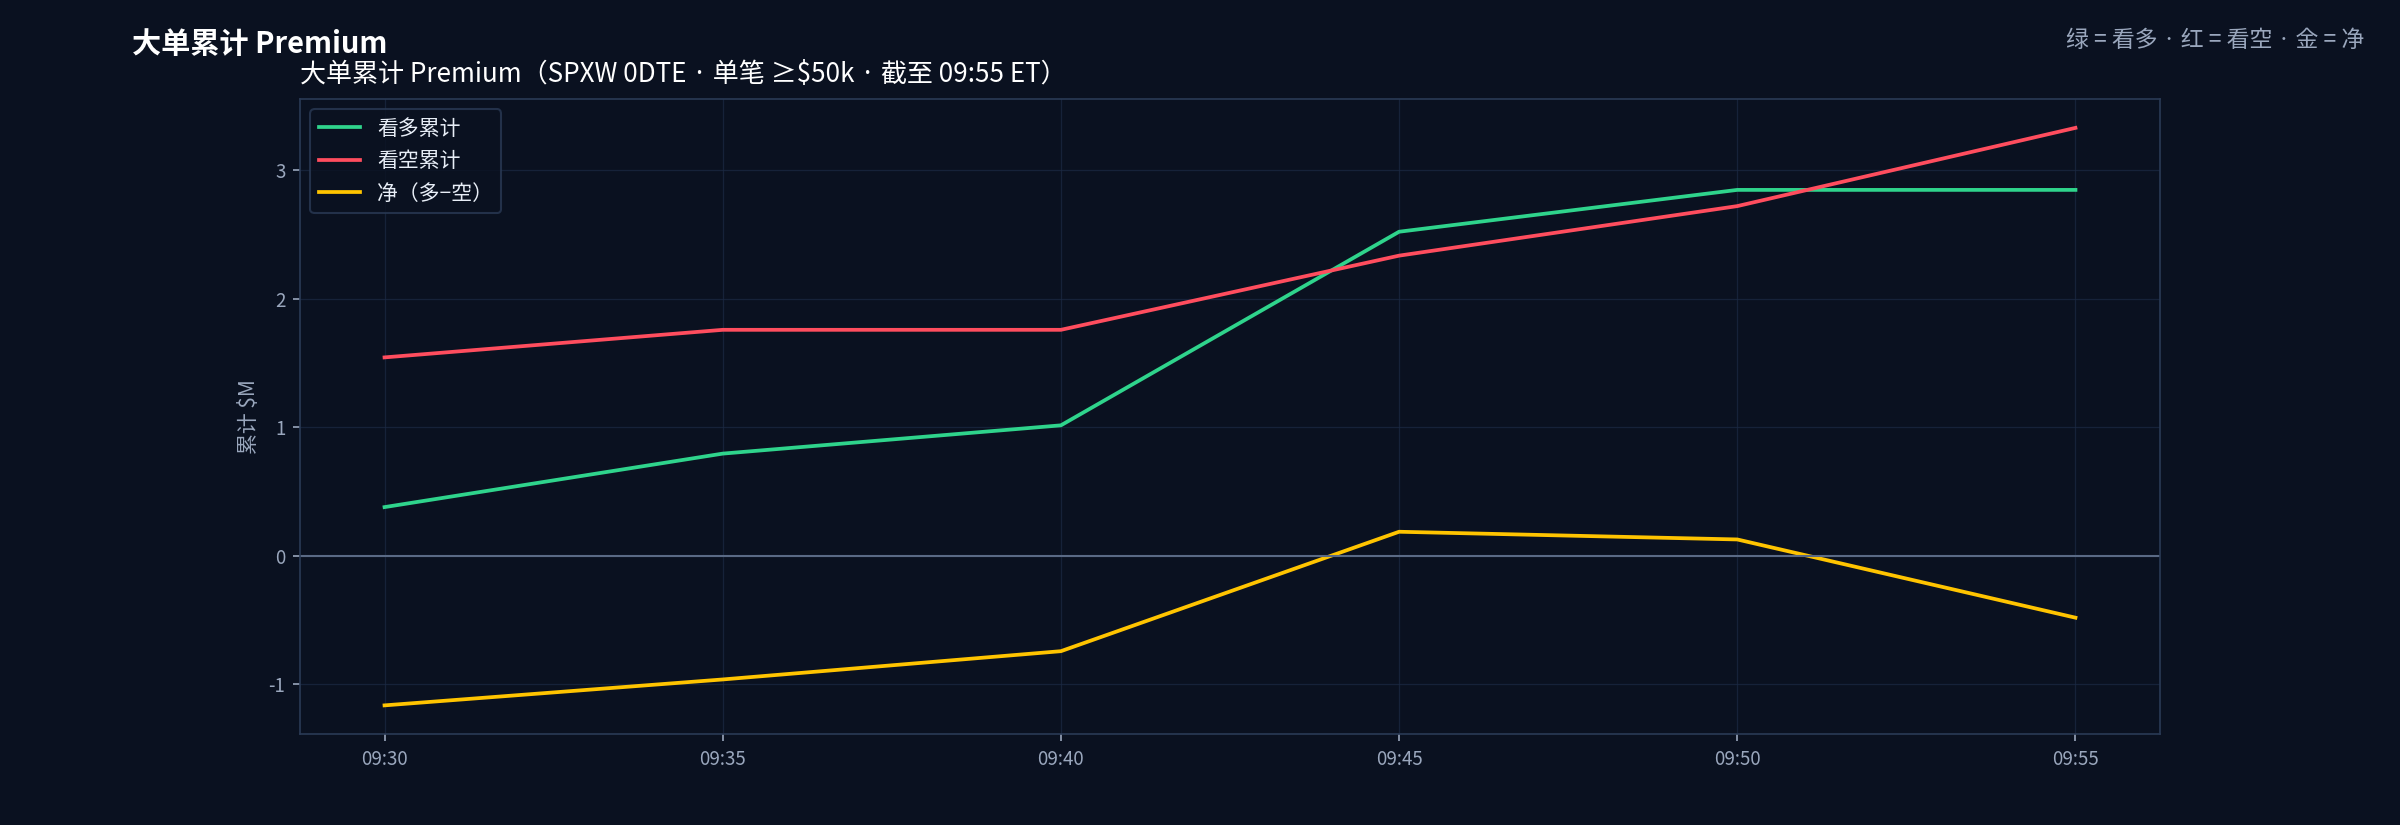 大单累计 Premium
绿 = 看多 · 红 = 看空 · 金 = 净
大单累计 Premium（SPXW 0DTE · 单笔 ≥$50k · 截至 09:55 ET）
看多累计
看空累计
净（多−空）
累计 $M
3
2
1
0
-1
09:30
09:35
09:40
09:45
09:50
09:55